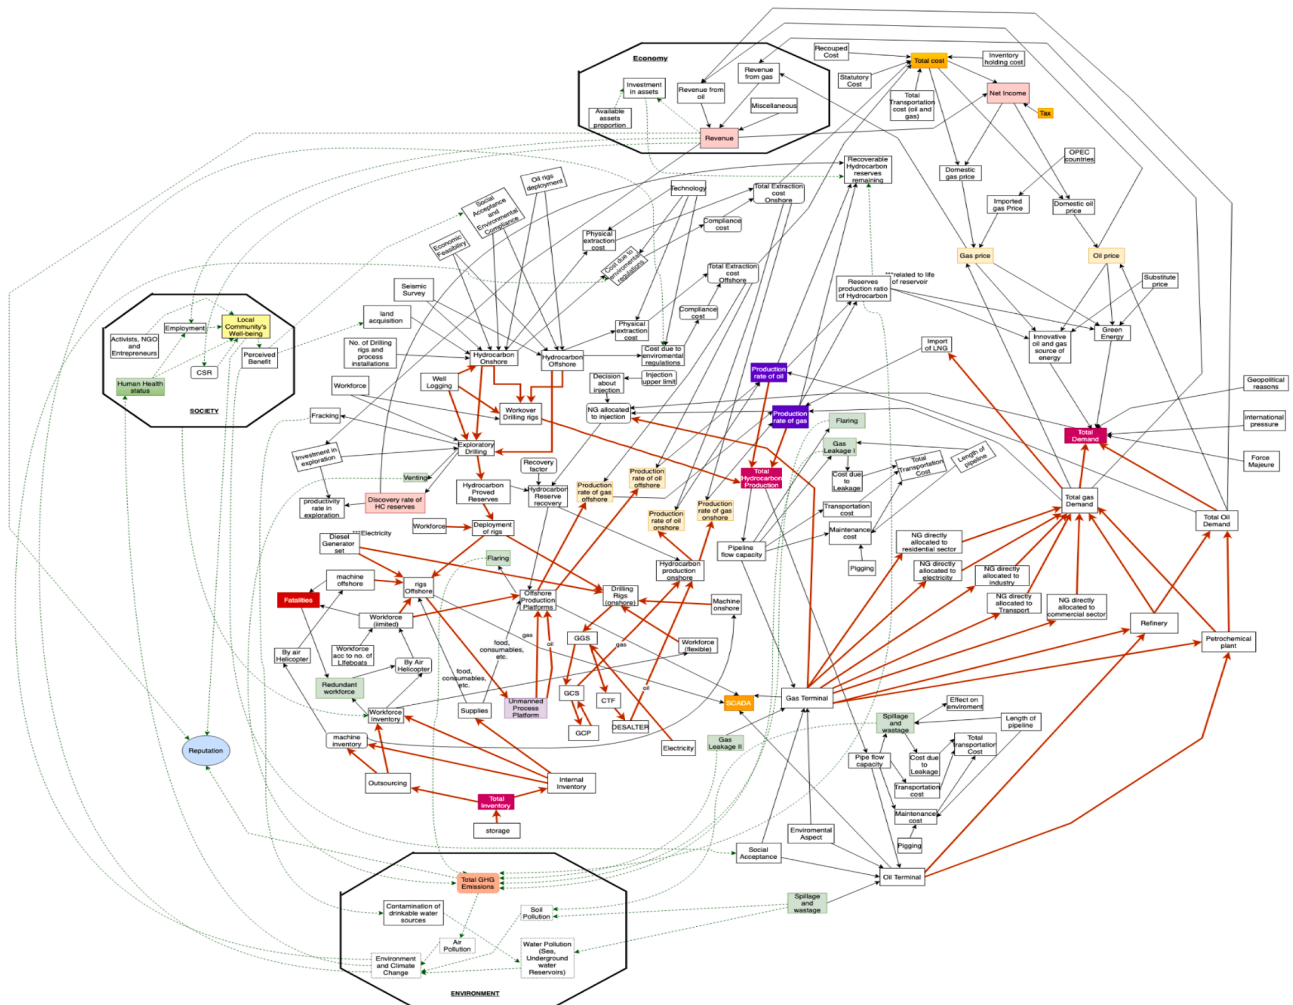 Economy
Investment
in assets
Revenue from
oil
Revenue
from gas
Available
assets
proportion
Miscellaneous
Revenue
Recouped
Cost
Total cost
Inventory
holding cost
Statutory
Cost
Total
Transportation
cost (oil and
gas)
Net Income
Tax
OPEC
countries
Domestic
gas price
Imported
gas Price
Domestic oil
price
Gas price
Oil price
Substitute
price
Innovative
oil and gas
source of
energy
Green
Energy
Recoverable
Hydrocarbon
reserves
remaining
Reserves
production ratio
of Hydrocarbon
***related to life
of reservoir
Oil rigs
deployment
Social
Acceptance
and
Environmental
Compliance
Economic
Feasibility
Technology
Total Extraction
cost
Onshore
Physical
extraction
cost
Compliance
cost
Cost due to
enviromental
regulations
Total Extraction
cost
Offshore
Compliance
cost
Physical
extraction
cost
Cost due to
enviromental
regulations
Seismic
Survey
land
acquisition
No. of Drilling
rigs and
process
installations
Hydrocarbon
Onshore
Hydrocarbon
Offshore
Workforce
Well
Logging
Workover
Drilling rigs
Decision
about
injection
Injection
upper limit
NG allocated
to injection
Production
rate of oil
Production
rate of gas
Import
of LNG
Fracking
Exploratory
Drilling
Investment in
exploration
Venting
productivity
rate in
exploration
Discovery rate of
HC reserves
Hydrocarbon
Proved
Reserves
Recovery
factor
Hydrocarbon
Reserve
recovery
Production
rate of gas
offshore
Production
rate of oil
offshore
Production
rate of oil
onshore
Production
rate of gas
onshore
Total
Hydrocarbon
Production
Flaring
Gas
Leakage I
Cost due to
Leakage
Total
Transportation
Cost
Length of
pipeline
Transportation
cost
Maintenance
cost
Pipeline
flow capacity
Pigging
Geopolitical
reasons
International
pressure
Force
Majeure
Total
Demand
Total gas
Demand
Total Oil
Demand
NG directly
allocated to
residential sector
NG directly
allocated to
electricity
NG directly
allocated to
industry
NG directly
allocated to
Transport
NG directly
allocated to
commercial sector
Refinery
Petrochemical
plant
SOCIETY
Employment
Local
Community's
Well-being
Activists, NGO
and
Entrepreneurs
Perceived
Benefit
CSR
Human Health
status
Workforce
Deployment
of rigs
Diesel
Generator
set
***Electricity
Flaring
machine
offshore
rigs
Offshore
Fatalities
Workforce
(limited)
Workforce
acc to no. of
Lifeboats
By air
Helicopter
By Air
Helicopter
Redundant
workforce
Workforce
Inventory
machine
inventory
Outsourcing
Total
Inventory
Internal
Inventory
storage
Supplies
food,
consumables,
etc.
food,
consumables,
etc.
Offshore
Production
Platforms
Unmanned
Process
Platform
gas
oil
gas
oil
Hydrocarbon
production
onshore
Drilling
Rigs
(onshore)
Machine
onshore
Workforce
(flexible)
GGS
GCS
CTF
GCP
DESALTER
Electricity
SCADA
Gas
Leakage II
Gas Terminal
Reputation
Spillage
and
wastage
Effect on
enviroment
Length of
pipeline
Pipe flow
capacity
Cost due
to
Leakage
Total
Transportation
Cost
Transportation
cost
Maintenance
cost
Pigging
Social
Acceptance
Enviromental
Aspect
Oil Terminal
Spillage
and
wastage
Total GHG
Emissions
Contamination of
drinkable water
sources
Soil
Pollution
Air
Pollution
Environment
and Climate
Change
Water Pollution
(Sea,
Underground
water
Reservoirs)
ENVIRONMENT